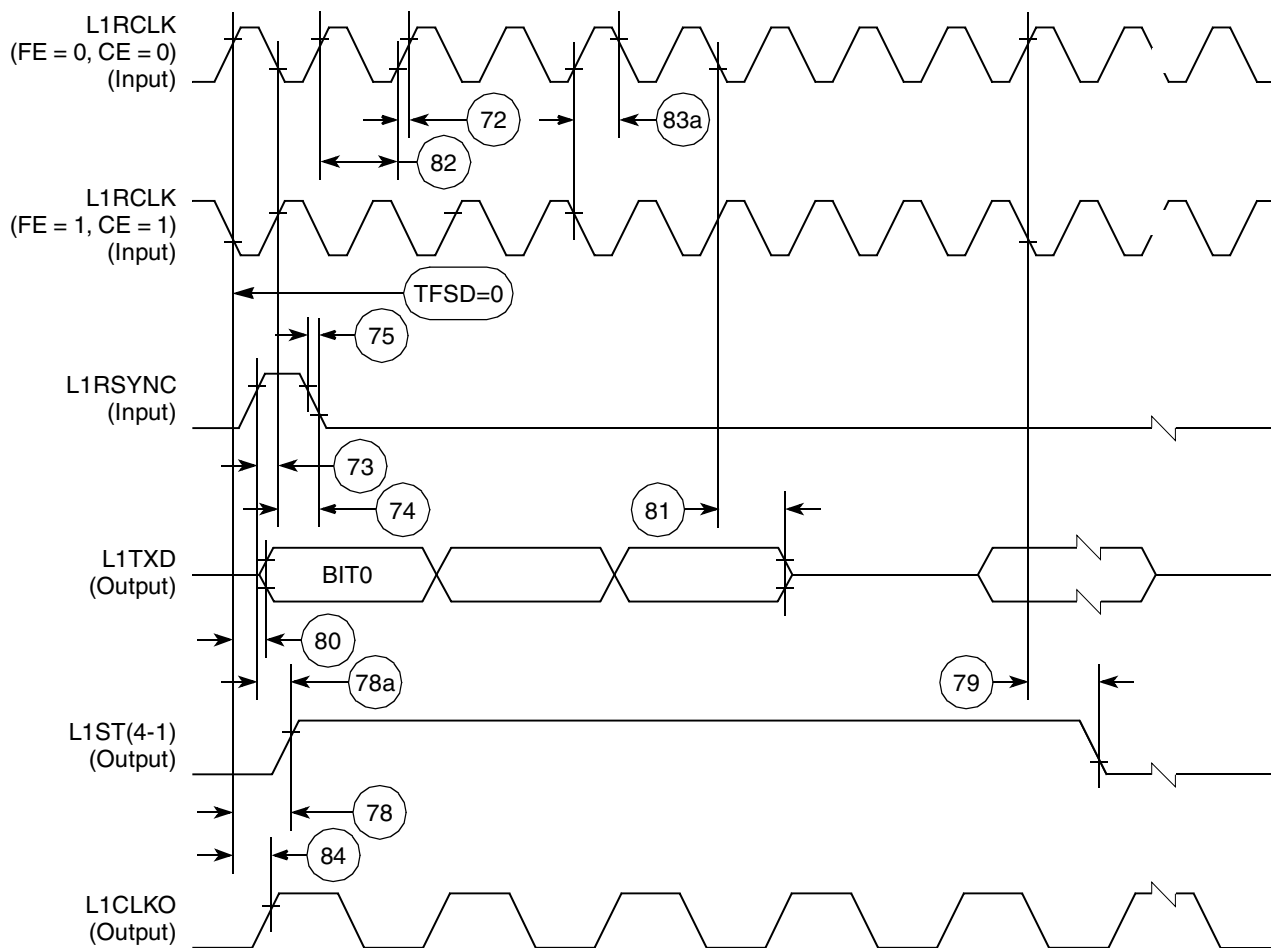 L1RCLK
(FE = 0, CE = 0)
(Input)
72
83a
82
L1RCLK
(FE = 1, CE = 1)
(Input)
TFSD=0
75
L1RSYNC
(Input)
73
74
81
L1TXD
(Output)
BIT0
80
78a
79
L1ST(4-1)
(Output)
78
84
L1CLKO
(Output)